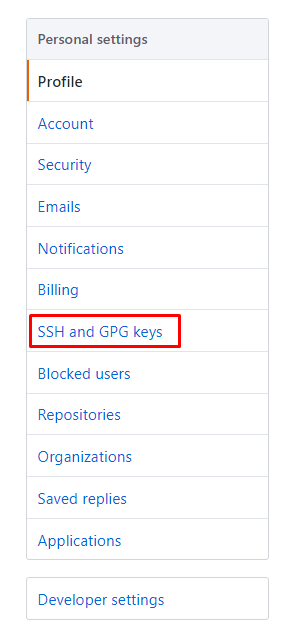 Personal settings
Profile
Account
Security
Emails
Notifications
Billing
SSH and GPG keys
Blocked users
Repositories
Organizations
Saved replies
Applications
Developer settings